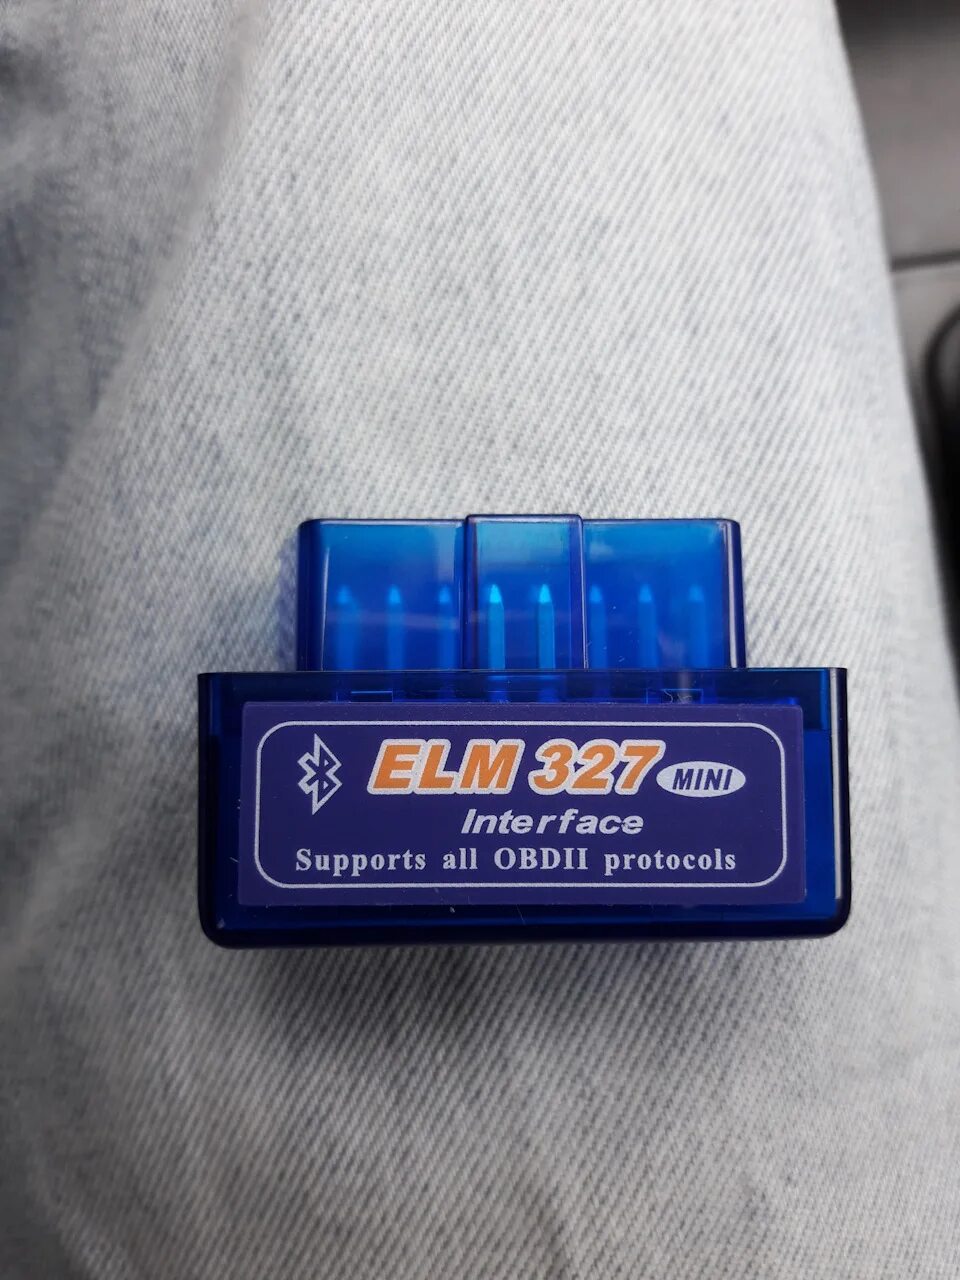 ELM 327 MINI
Interface
Supports all OBDII protocols